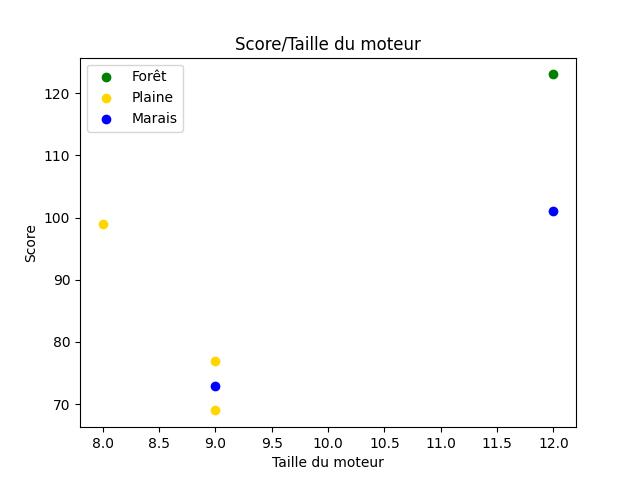 Score/Taille du moteur
Forêt
Plaine
Marais
Score
120
110
100
90
80
70
8.0 8.5 9.0 9.5 10.0 10.5 11.0 11.5 12.0
Taille du moteur